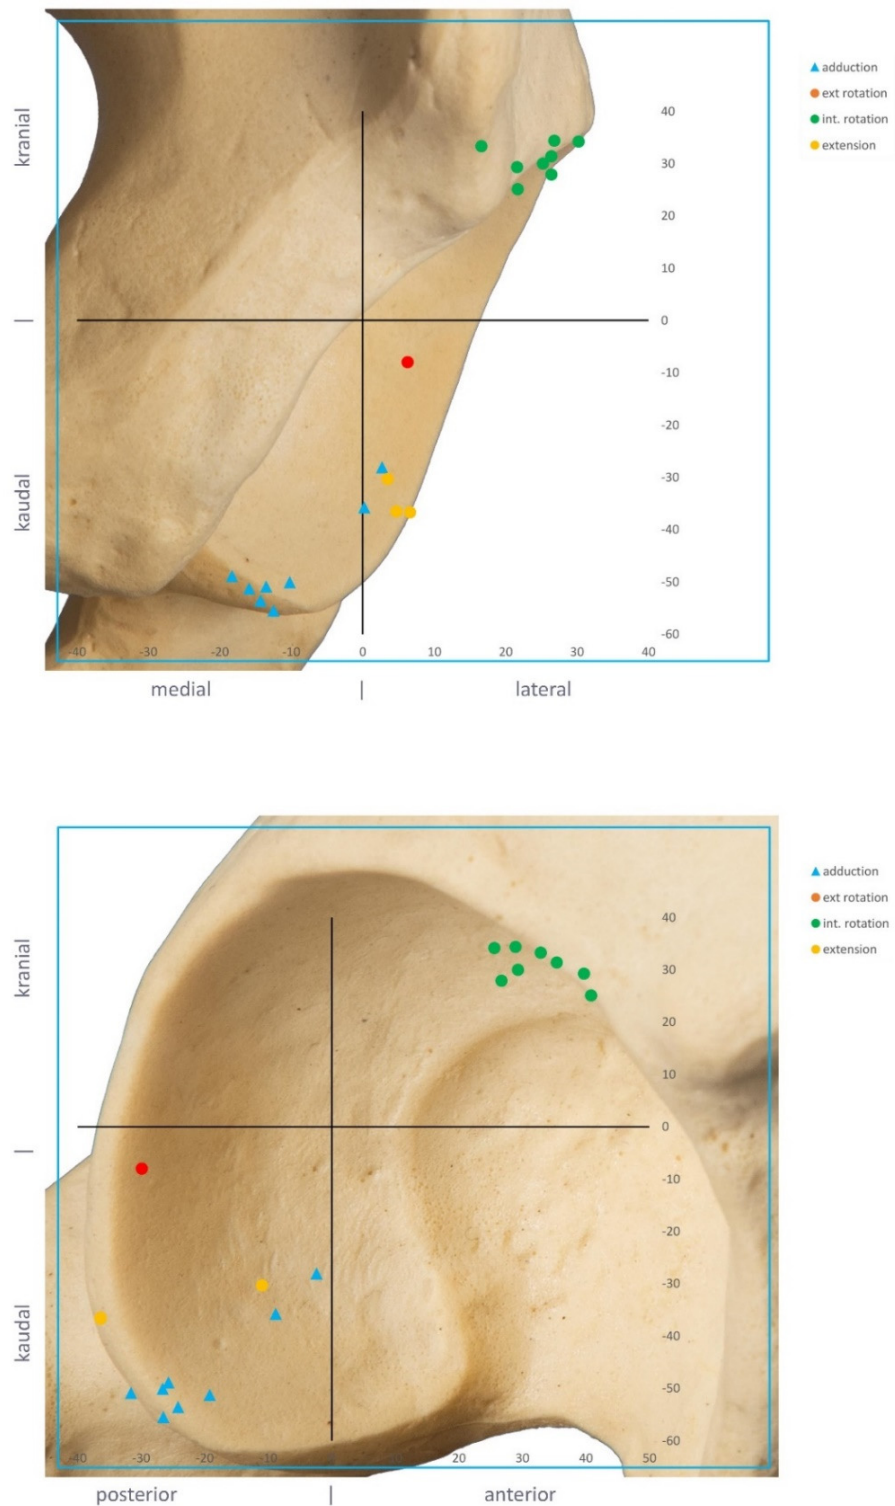 adduction
ext rotation
int. rotation
extension
kranial
|
kaudal
40
30
20
10
0
-10
-20
-30
-40
-50
-60
-40 -30 -20 -10 0 10 20 30 40
medial | lateral
adduction
ext rotation
int. rotation
extension
kranial
|
kaudal
40
30
20
10
0
-10
-20
-30
-40
-50
-60
-40 -30 -20 -10 20 30 40 50
posterior | anterior